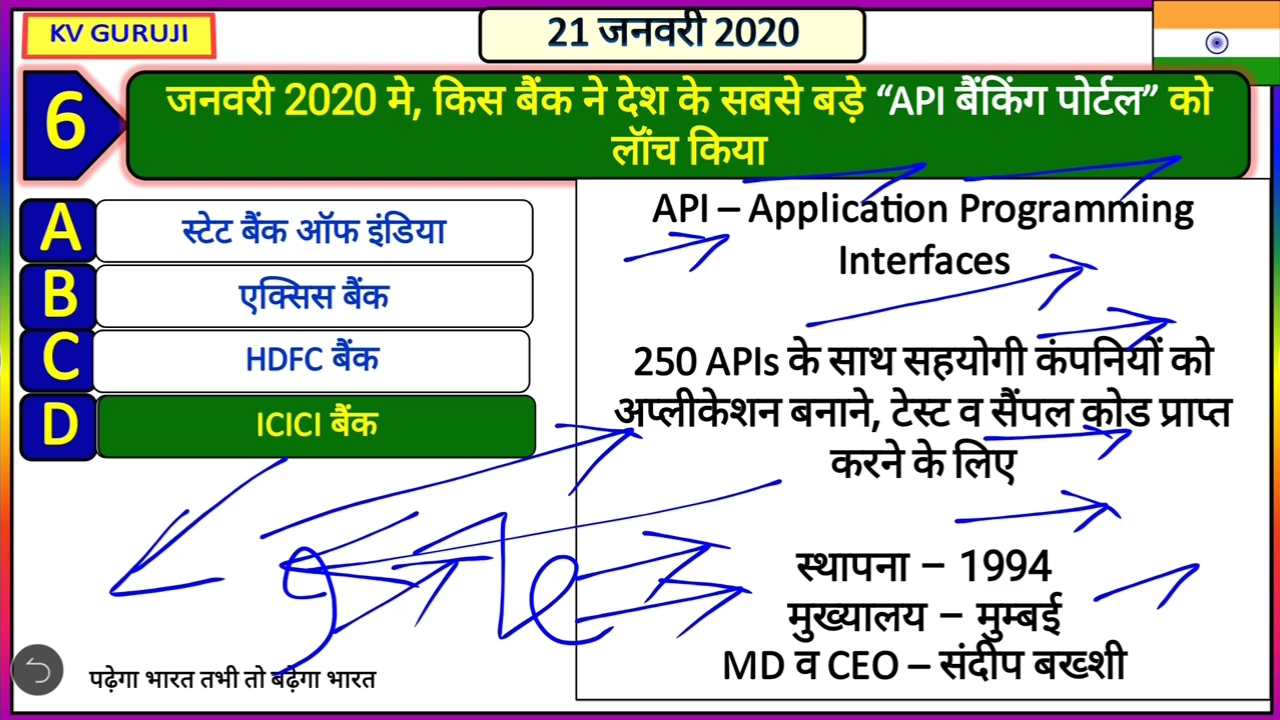 KV GURUJI
21 जनवरी 2020
6
जनवरी 2020 मे, किस बैंक ने देश के सबसे बड़े “API बैंकिंग पोर्टल” को
लॉंच किया
A
स्टेट बैंक ऑफ इंडिया
B
एक्सिस बैंक
C
HDFC बैंक
D
ICICI बैंक
API – Application Programming
Interfaces
250 APIs के साथ सहयोगी कंपनियों को
अप्लीकेशन बनाने, टेस्ट व सैंपल कोड प्राप्त
करने के लिए
स्थापना – 1994
मुख्यालय – मुम्बई
MD व CEO – संदीप बख्शी
पढ़ेगा भारत तभी तो बढ़ेगा भारत